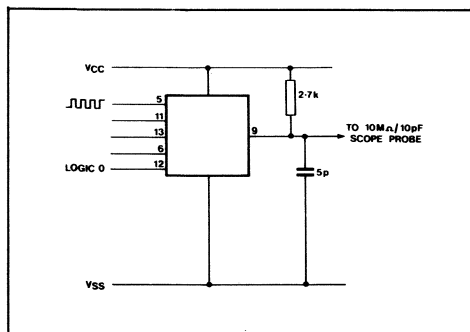 VCC
2·7k
5
11
13
6
LOGIC 0
12
9
TO 10MΩ/10pF
SCOPE PROBE
5p
VSS